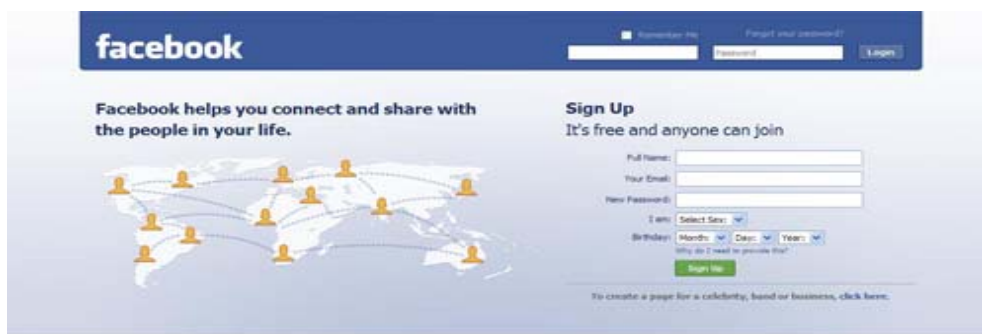 facebook
Remember Me Forgot your password?
Password Login
Facebook helps you connect and share with
the people in your life.
Sign Up
It's free and anyone can join
Full Name:
Your Email:
New Password:
I am: Select Sex:
Birthday: Month: Day: Year:
Why do I need to provide this?
Sign Up
To create a page for a celebrity, band or business, click here.